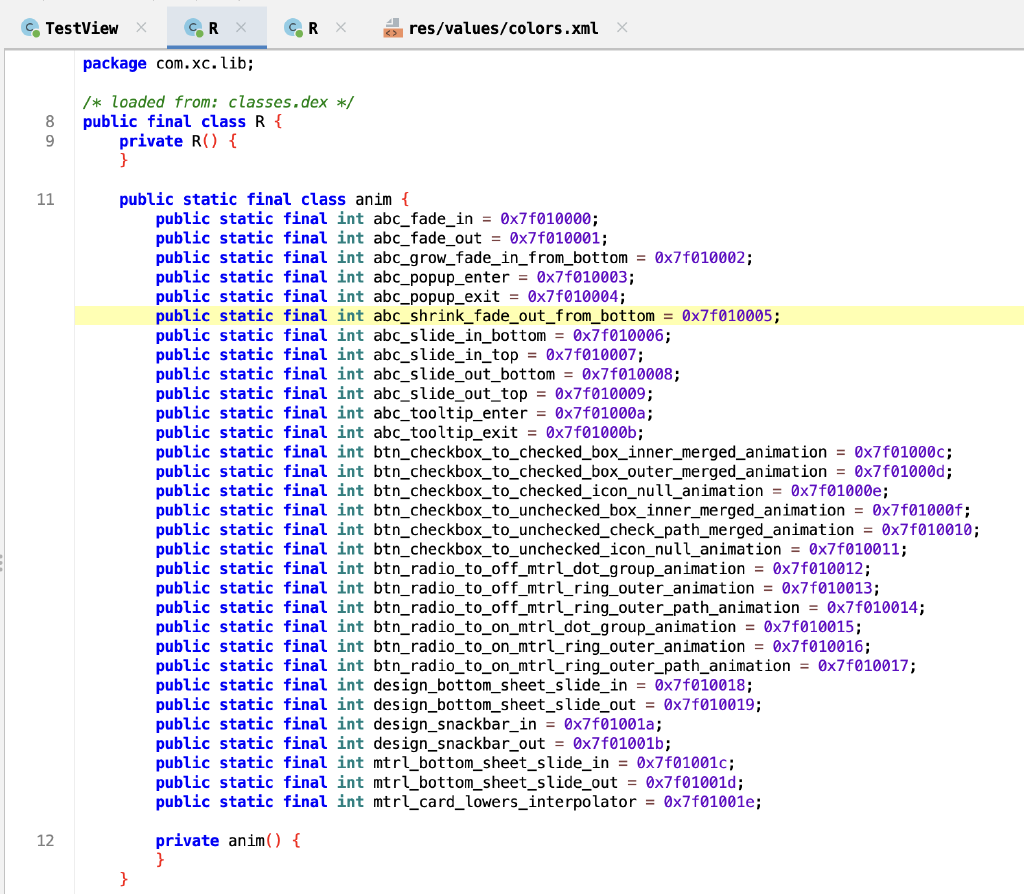 TestView × R × R × res/values/colors.xml ×
package com.xc.lib;
/* loaded from: classes.dex */
8 public final class R {
9 private R() {
}
11 public static final class anim {
public static final int abc_fade_in = 0x7f010000;
public static final int abc_fade_out = 0x7f010001;
public static final int abc_grow_fade_in_from_bottom = 0x7f010002;
public static final int abc_popup_enter = 0x7f010003;
public static final int abc_popup_exit = 0x7f010004;
public static final int abc_shrink_fade_out_from_bottom = 0x7f010005;
public static final int abc_slide_in_bottom = 0x7f010006;
public static final int abc_slide_in_top = 0x7f010007;
public static final int abc_slide_out_bottom = 0x7f010008;
public static final int abc_slide_out_top = 0x7f010009;
public static final int abc_tooltip_enter = 0x7f01000a;
public static final int abc_tooltip_exit = 0x7f01000b;
public static final int btn_checkbox_to_checked_box_inner_merged_animation = 0x7f01000c;
public static final int btn_checkbox_to_checked_box_outer_merged_animation = 0x7f01000d;
public static final int btn_checkbox_to_checked_icon_null_animation = 0x7f01000e;
public static final int btn_checkbox_to_unchecked_box_inner_merged_animation = 0x7f01000f;
public static final int btn_checkbox_to_unchecked_check_path_merged_animation = 0x7f010010;
public static final int btn_checkbox_to_unchecked_icon_null_animation = 0x7f010011;
public static final int btn_radio_to_off_mtrl_dot_group_animation = 0x7f010012;
public static final int btn_radio_to_off_mtrl_ring_outer_animation = 0x7f010013;
public static final int btn_radio_to_off_mtrl_ring_outer_path_animation = 0x7f010014;
public static final int btn_radio_to_on_mtrl_dot_group_animation = 0x7f010015;
public static final int btn_radio_to_on_mtrl_ring_outer_animation = 0x7f010016;
public static final int btn_radio_to_on_mtrl_ring_outer_path_animation = 0x7f010017;
public static final int design_bottom_sheet_slide_in = 0x7f010018;
public static final int design_bottom_sheet_slide_out = 0x7f010019;
public static final int design_snackbar_in = 0x7f01001a;
public static final int design_snackbar_out = 0x7f01001b;
public static final int mtrl_bottom_sheet_slide_in = 0x7f01001c;
public static final int mtrl_bottom_sheet_slide_out = 0x7f01001d;
public static final int mtrl_card_lowers_interpolator = 0x7f01001e;
12 private anim() {
}
}